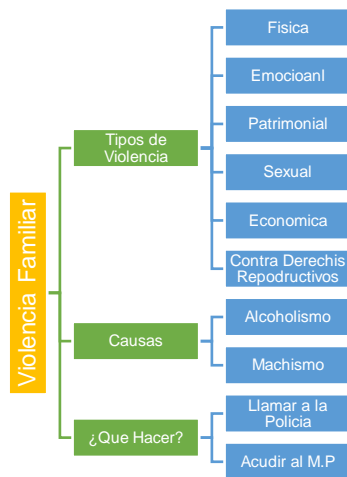 Violencia Familiar
Tipos de
Violencia
Fisica
Emocioanl
Patrimonial
Sexual
Economica
Contra Derechis
Repodructivos
Causas
Alcoholismo
Machismo
¿Que Hacer?
Llamar a la
Policia
Acudir al M.P